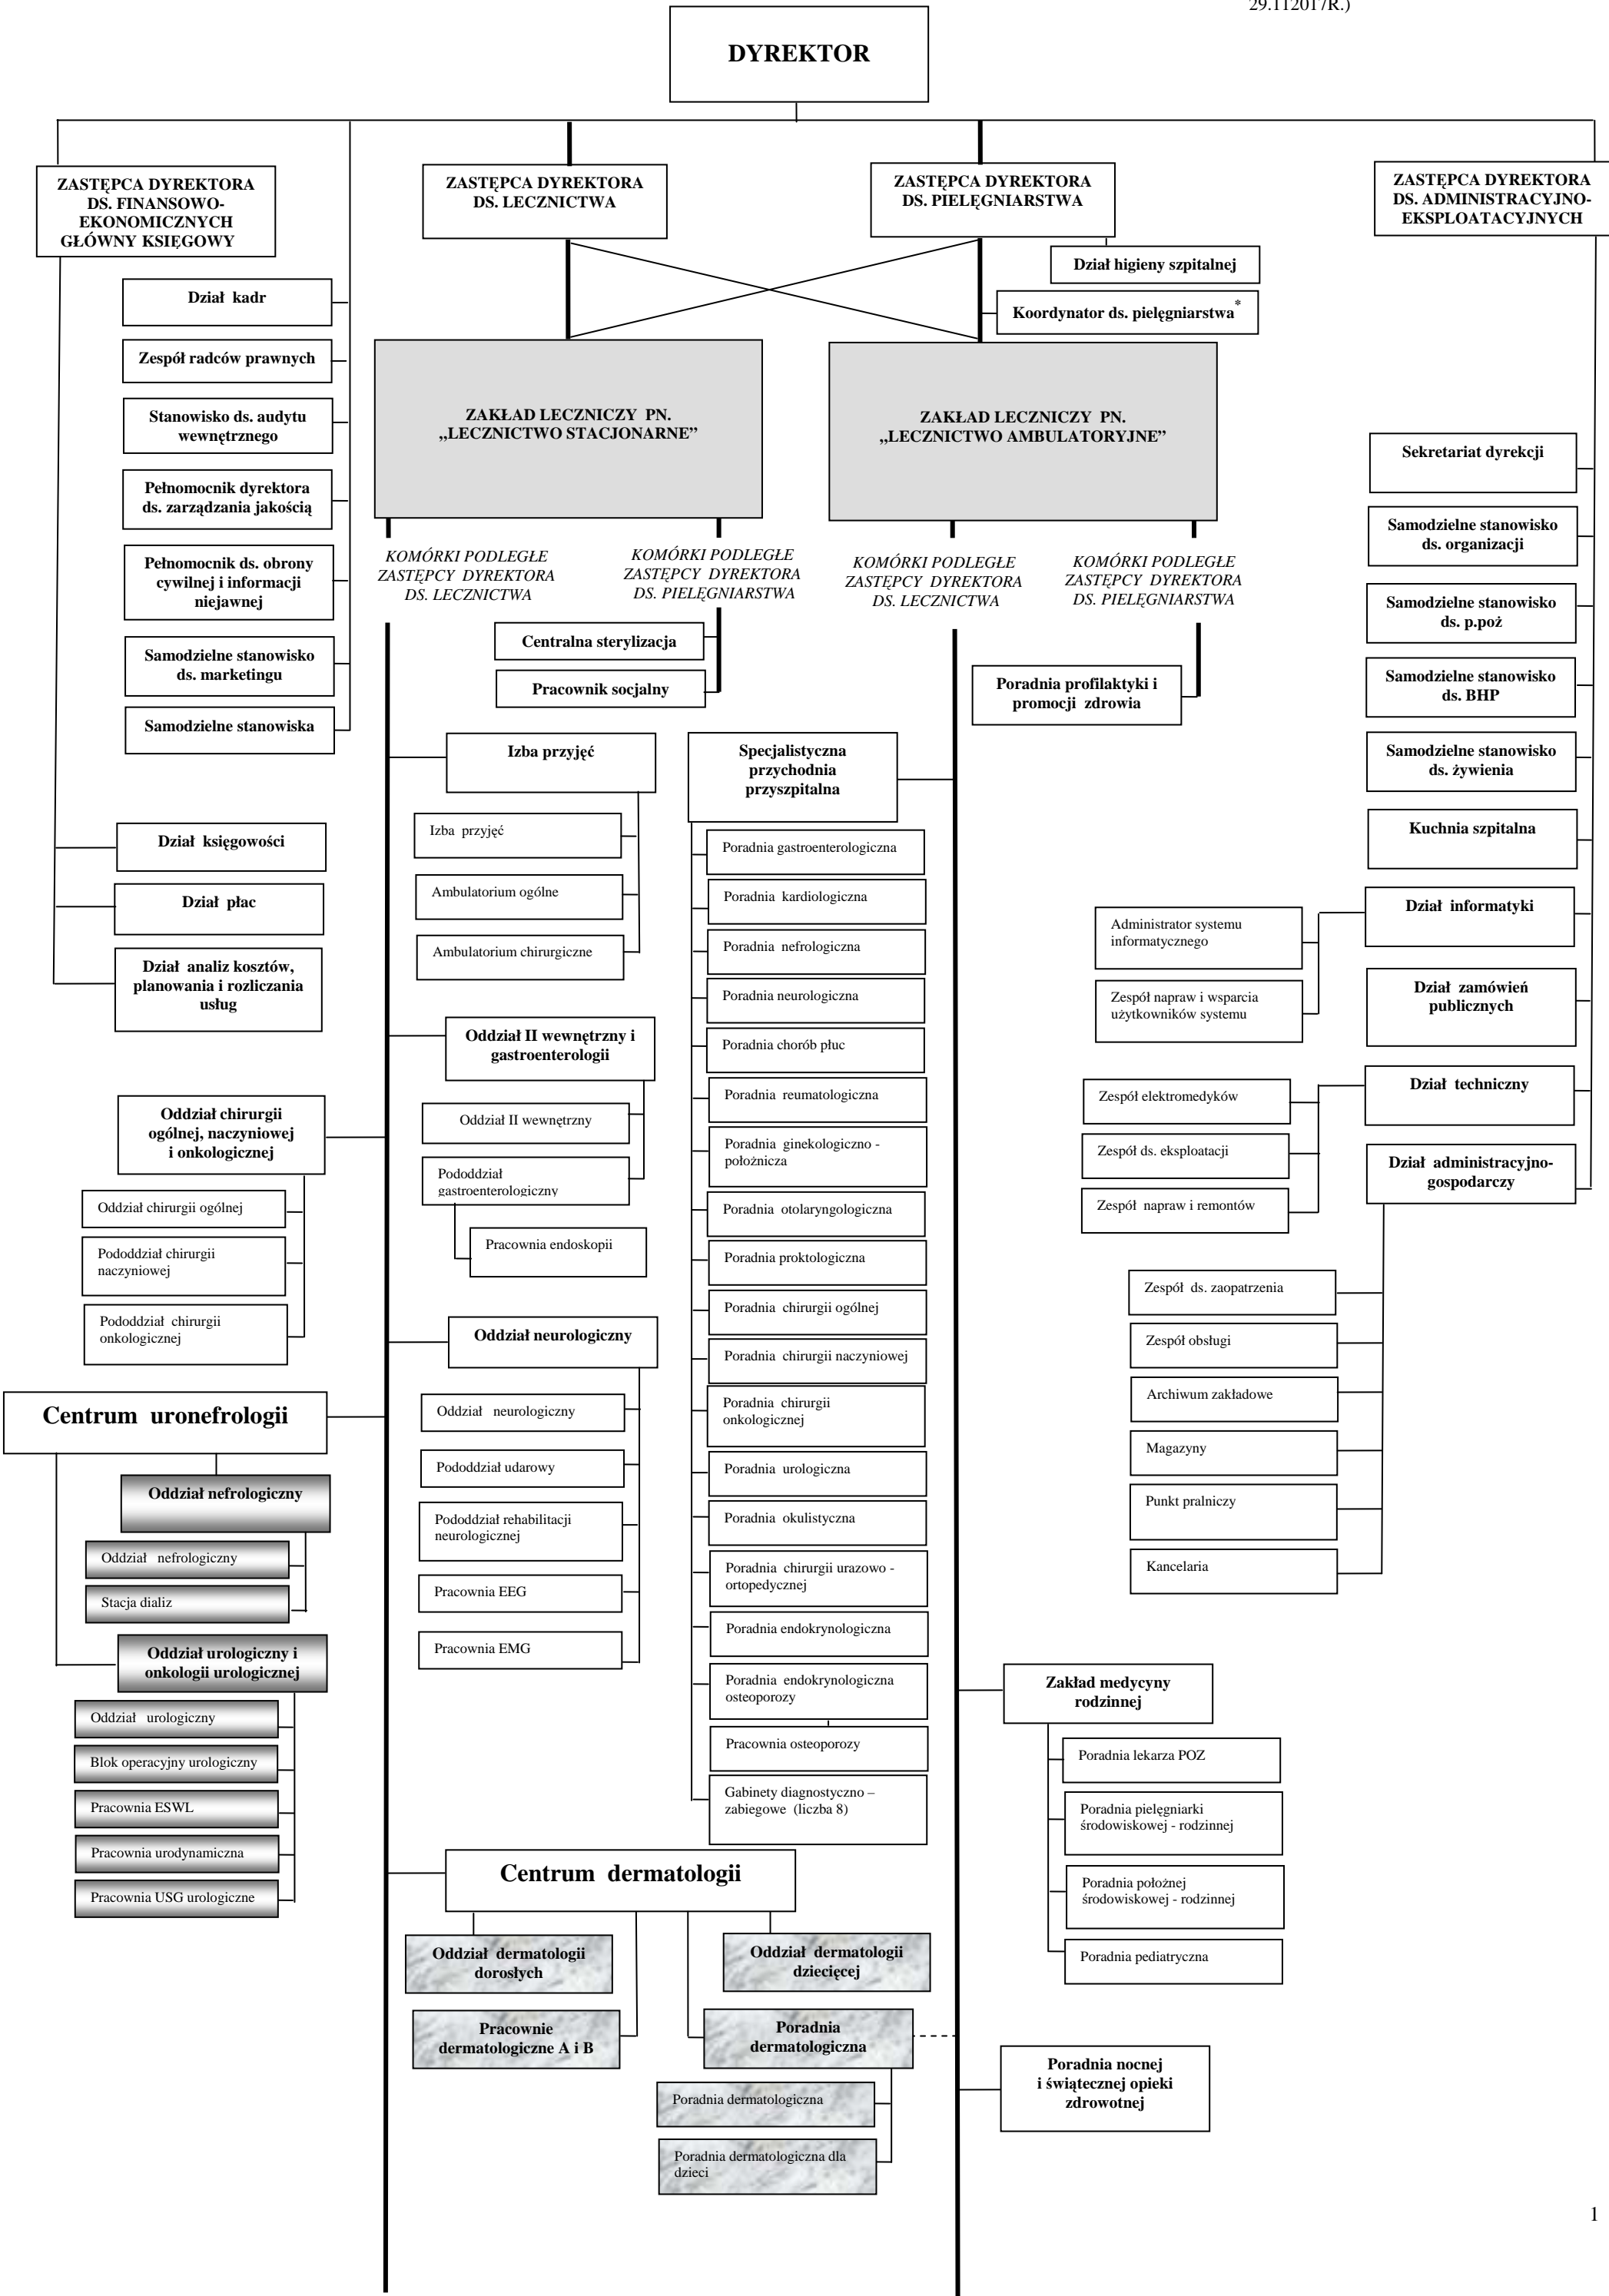 29.112017R.)
DYREKTOR
ZASTĘPCA DYREKTORA
DS. FINANSOWO-
EKONOMICZNYCH
GŁÓWNY KSIĘGOWY
ZASTĘPCA DYREKTORA
DS. LECZNICTWA
ZASTĘPCA DYREKTORA
DS. PIELĘGNIARSTWA
ZASTĘPCA DYREKTORA
DS. ADMINISTRACYJNO-
EKSPLOATACYJNYCH
Dział higieny szpitalnej
Koordynator ds. pielęgniarstwa*
Dział kadr
Zespół radców prawnych
Stanowisko ds. audytu
wewnętrznego
Pełnomocnik dyrektora
ds. zarządzania jakością
Pełnomocnik ds. obrony
cywilnej i informacji
niejawnej
Samodzielne stanowisko
ds. marketingu
Samodzielne stanowiska
ZAKŁAD LECZNICZY PN.
„LECZNICTWO STACJONARNE”
ZAKŁAD LECZNICZY PN.
„LECZNICTWO AMBULATORYJNE”
KOMÓRKI PODLEGŁE
ZASTĘPCY DYREKTORA
DS. LECZNICTWA
KOMÓRKI PODLEGŁE
ZASTĘPCY DYREKTORA
DS. PIELĘGNIARSTWA
KOMÓRKI PODLEGŁE
ZASTĘPCY DYREKTORA
DS. LECZNICTWA
KOMÓRKI PODLEGŁE
ZASTĘPCY DYREKTORA
DS. PIELĘGNIARSTWA
Centralna sterylizacja
Pracownik socjalny
Poradnia profilaktyki i
promocji zdrowia
Sekretariat dyrekcji
Samodzielne stanowisko
ds. organizacji
Samodzielne stanowisko
ds. p.poż
Samodzielne stanowisko
ds. BHP
Samodzielne stanowisko
ds. żywienia
Kuchnia szpitalna
Dział informatyki
Administrator systemu
informatycznego
Zespół napraw i wsparcia
użytkowników systemu
Dział zamówień
publicznych
Dział techniczny
Zespół elektromedyków
Zespół ds. eksploatacji
Zespół napraw i remontów
Dział administracyjno-
gospodarczy
Zespół ds. zaopatrzenia
Zespół obsługi
Archiwum zakładowe
Magazyny
Punkt pralniczy
Kancelaria
Dział księgowości
Dział płac
Dział analiz kosztów,
planowania i rozliczania
usług
Oddział chirurgii
ogólnej, naczyniowej
i onkologicznej
Oddział chirurgii ogólnej
Pododdział chirurgii
naczyniowej
Pododdział chirurgii
onkologicznej
Centrum uronefrologii
Oddział nefrologiczny
Oddział nefrologiczny
Stacja dializ
Oddział urologiczny i
onkologii urologicznej
Oddział urologiczny
Blok operacyjny urologiczny
Pracownia ESWL
Pracownia urodynamiczna
Pracownia USG urologiczne
Izba przyjęć
Izba przyjęć
Ambulatorium ogólne
Ambulatorium chirurgiczne
Oddział II wewnętrzny i
gastroenterologii
Oddział II wewnętrzny
Pododdział
gastroenterologiczny
Pracownia endoskopii
Oddział neurologiczny
Oddział neurologiczny
Pododdział udarowy
Pododdział rehabilitacji
neurologicznej
Pracownia EEG
Pracownia EMG
Specjalistyczna
przychodnia
przyszpitalna
Poradnia gastroenterologiczna
Poradnia kardiologiczna
Poradnia nefrologiczna
Poradnia neurologiczna
Poradnia chorób płuc
Poradnia reumatologiczna
Poradnia ginekologiczno -
położnicza
Poradnia otolaryngologiczna
Poradnia proktologiczna
Poradnia chirurgii ogólnej
Poradnia chirurgii naczyniowej
Poradnia chirurgii
onkologicznej
Poradnia urologiczna
Poradnia okulistyczna
Poradnia chirurgii urazowo -
ortopedycznej
Poradnia endokrynologiczna
Poradnia endokrynologiczna
osteoporozy
Pracownia osteoporozy
Gabinety diagnostyczno –
zabiegowe (liczba 8)
Centrum dermatologii
Oddział dermatologii
dorosłych
Oddział dermatologii
dziecięcej
Pracownie
dermatologiczne A i B
Poradnia
dermatologiczna
Poradnia dermatologiczna
Poradnia dermatologiczna dla
dzieci
Zakład medycyny
rodzinnej
Poradnia lekarza POZ
Poradnia pielęgniarki
środowiskowej - rodzinnej
Poradnia położnej
środowiskowej - rodzinnej
Poradnia pediatryczna
Poradnia nocnej
i świątecznej opieki
zdrowotnej
1